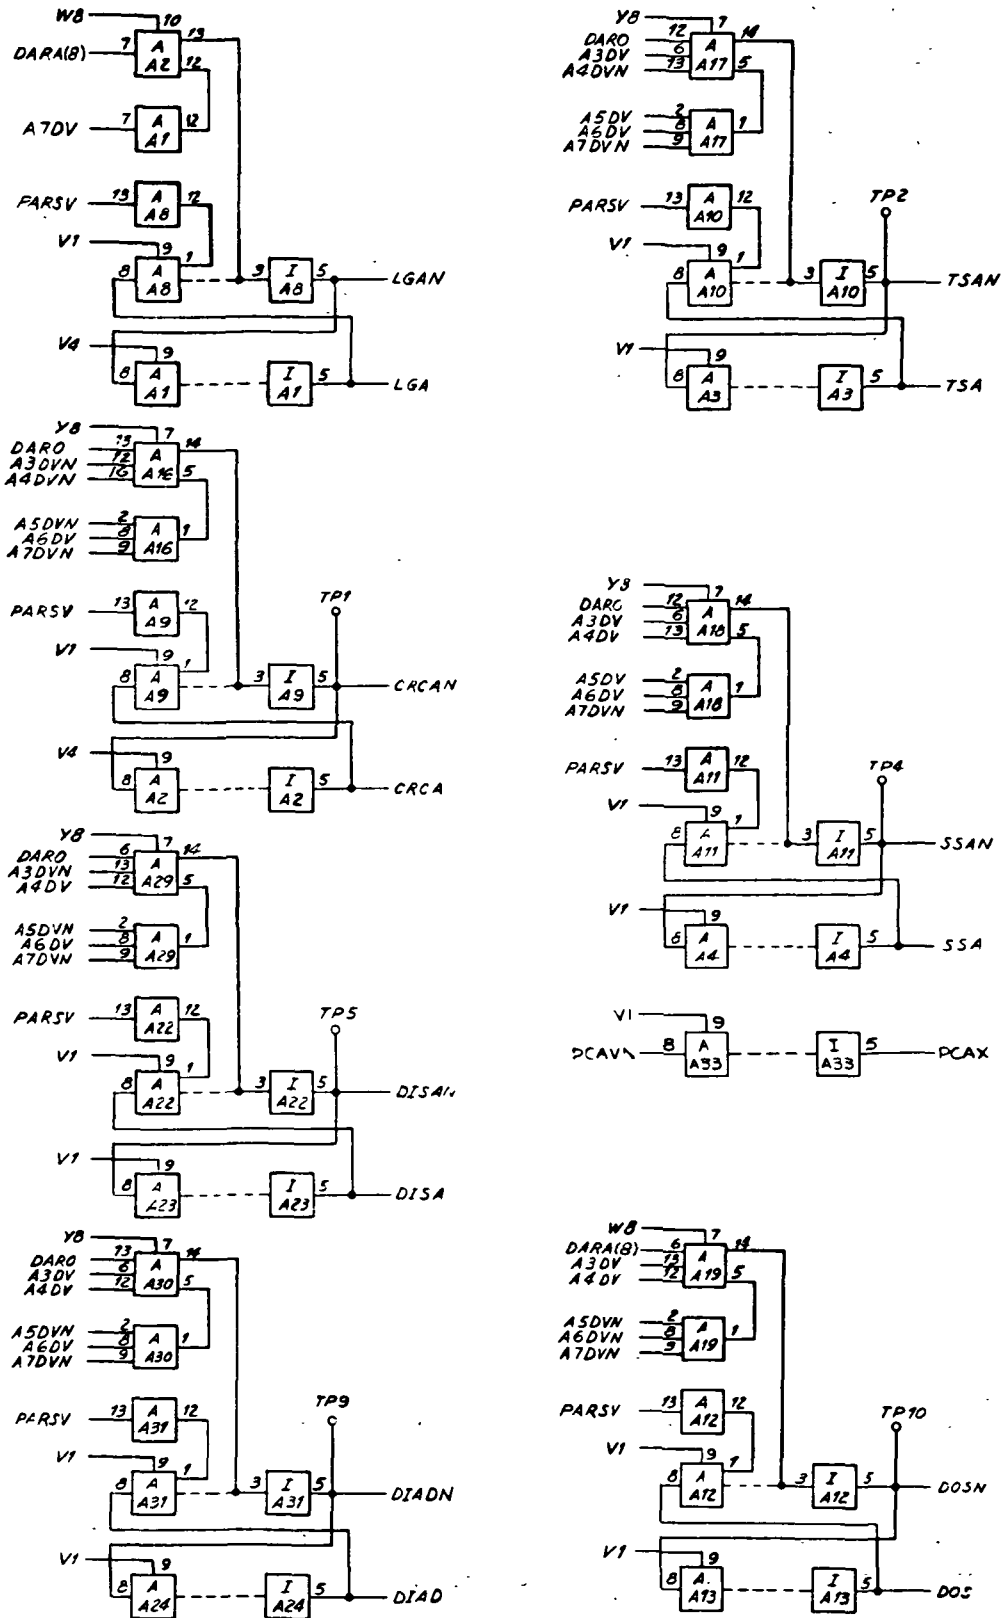 W8
10
13
DARA(8)
7
A
A2
12
A7DV
7
A
A1
12
PARSV
13
A
A8
12
V1
9
1
8
A
A8
3
I
A8
5
LGAN
V4
9
8
A
A1
I
A1
5
LGA
Y8
7
14
DARO
13
A3DVN
12
A4DVN
A
A16
5
A5DVN
2
A6DV
8
A7DVN
9
A
A16
1
PARSV
13
A
A9
12
TP1
V1
9
1
8
A
A9
3
I
A9
5
CRCAN
V4
9
8
A
A2
I
A2
5
CRCA
Y8
7
14
DARO
6
A3DVN
13
A4DV
12
A
A29
5
A5DVN
2
A6DV
8
A7DVN
9
A
A29
1
PARSV
13
A
A22
12
TP5
V1
9
1
8
A
A22
3
I
A22
5
DISAN
V1
9
8
A
A23
I
A23
5
DISA
Y8
7
14
DARO
13
A3DV
6
A4DV
12
A
A30
5
A5DVN
2
A6DV
8
A7DVN
9
A
A30
1
PARSV
13
A
A31
12
TP9
V1
9
1
8
A
A31
3
I
A31
5
DIADN
V1
9
8
A
A24
I
A24
5
DIAD
Y8
7
14
DARO
12
A3DV
6
A4DVN
13
A
A17
5
A5DV
2
A6DV
8
A7DVN
9
A
A17
1
PARSV
13
A
A10
12
TP2
V1
9
1
8
A
A10
3
I
A10
5
TSAN
V1
9
8
A
A3
I
A3
5
TSA
Y8
7
14
DARO
12
A3DV
6
A4DV
13
A
A18
5
A5DV
2
A6DV
8
A7DVN
9
A
A18
1
PARSV
13
A
A11
12
TP4
V1
9
1
8
A
A11
3
I
A11
5
SSAN
V1
9
8
A
A4
I
A4
5
SSA
V1
9
PCAVN
8
A
A33
I
A33
5
PCAX
W8
7
14
DARA(8)
6
A3DV
13
A4DV
12
A
A19
5
A5DVN
2
A6DVN
8
A7DVN
9
A
A19
1
PARSV
13
A
A12
12
TP10
V1
9
1
8
A
A12
3
I
A12
5
DOSN
V1
9
8
A
A13
I
A13
5
DOS